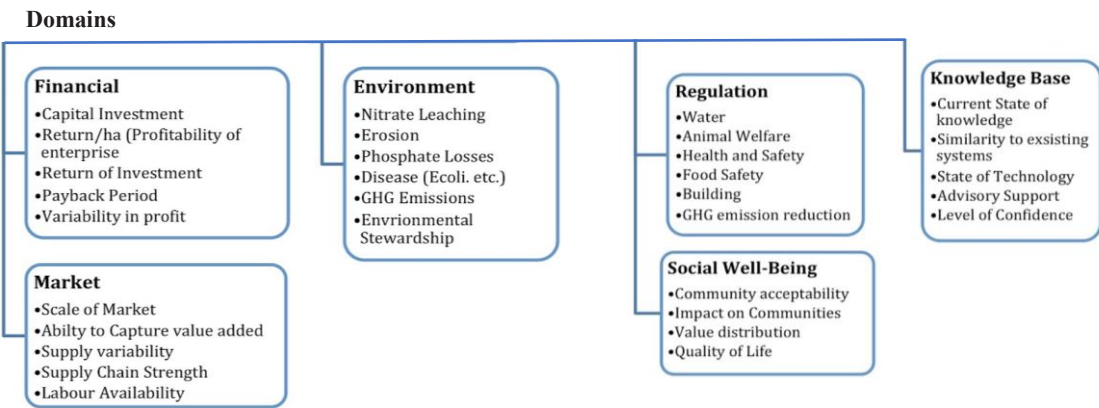 Domains
Financial
•Capital Investment
•Return/ha (Profitability of
enterprise
•Return of Investment
•Payback Period
•Variability in profit
Market
•Scale of Market
•Abilty to Capture value added
•Supply variability
•Supply Chain Strength
•Labour Availability
Environment
•Nitrate Leaching
•Erosion
•Phosphate Losses
•Disease (Ecoli. etc.)
•GHG Emissions
•Envrionmental
Stewardship
Regulation
•Water
•Animal Welfare
•Health and Safety
•Food Safety
•Building
•GHG emission reduction
Social Well-Being
•Community acceptability
•Impact on Communities
•Value distribution
•Quality of Life
Knowledge Base
•Current State of
knowledge
•Similarity to exsisting
systems
•State of Technology
•Advisory Support
•Level of Confidence